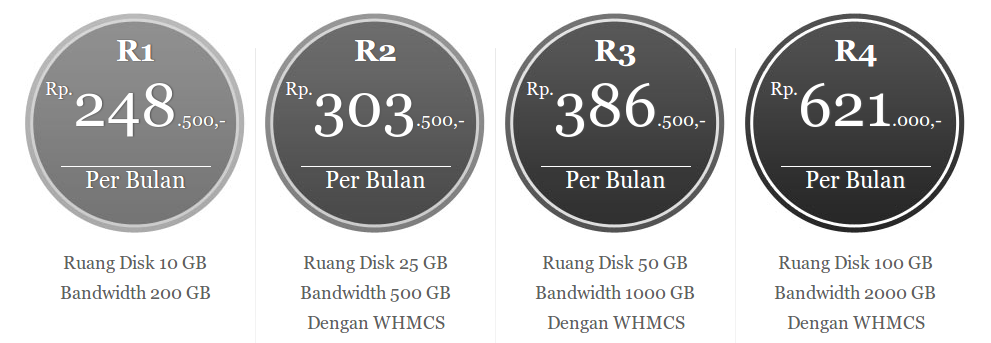 R1
Rp.248.500,-
Per Bulan
Ruang Disk 10 GB
Bandwidth 200 GB
R2
Rp.303.500,-
Per Bulan
Ruang Disk 25 GB
Bandwidth 500 GB
Dengan WHMCS
R3
Rp.386.500,-
Per Bulan
Ruang Disk 50 GB
Bandwidth 1000 GB
Dengan WHMCS
R4
Rp.621.000,-
Per Bulan
Ruang Disk 100 GB
Bandwidth 2000 GB
Dengan WHMCS